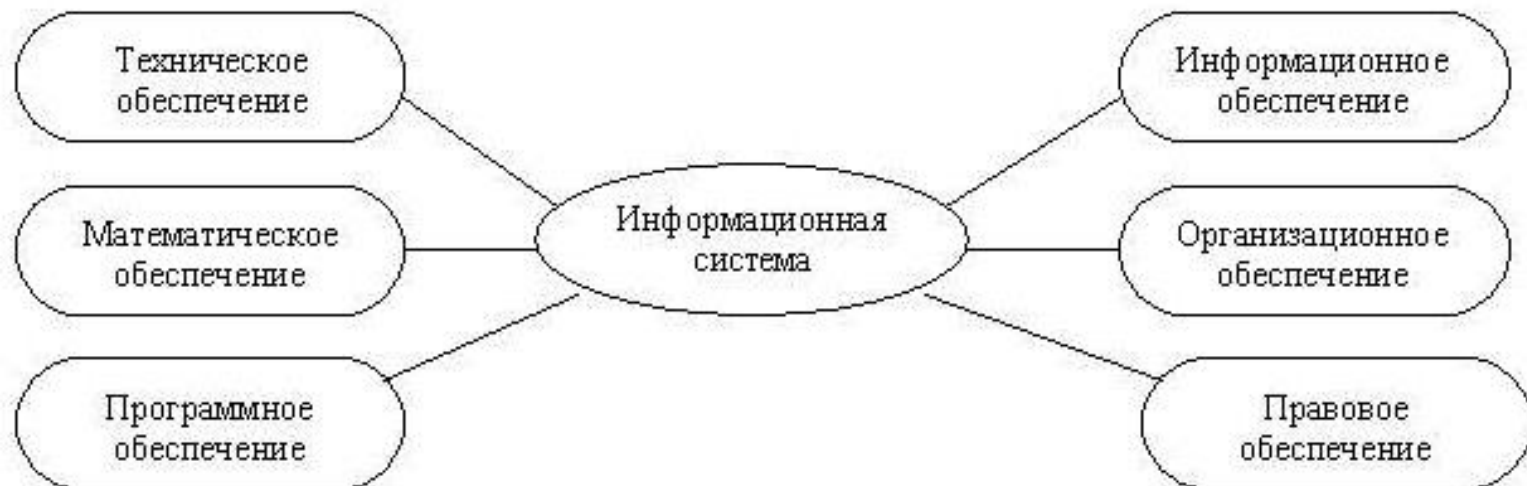 Техническое
обеспечение
Информационное
обеспечение
Математическое
обеспечение
Информационная
система
Организационное
обеспечение
Программное
обеспечение
Правовое
обеспечение